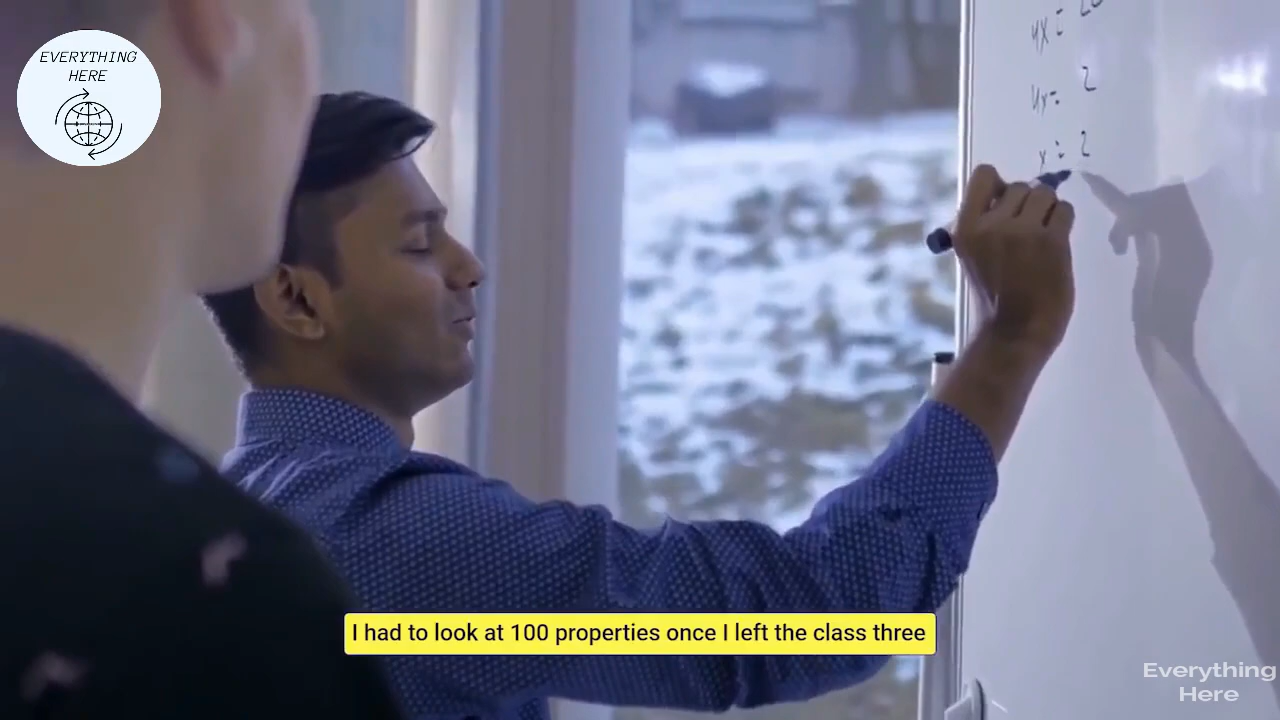 EVERYTHING
HERE
4x =
4x = 2
x = 2
I had to look at 100 properties once I left the class three
Everything
Here